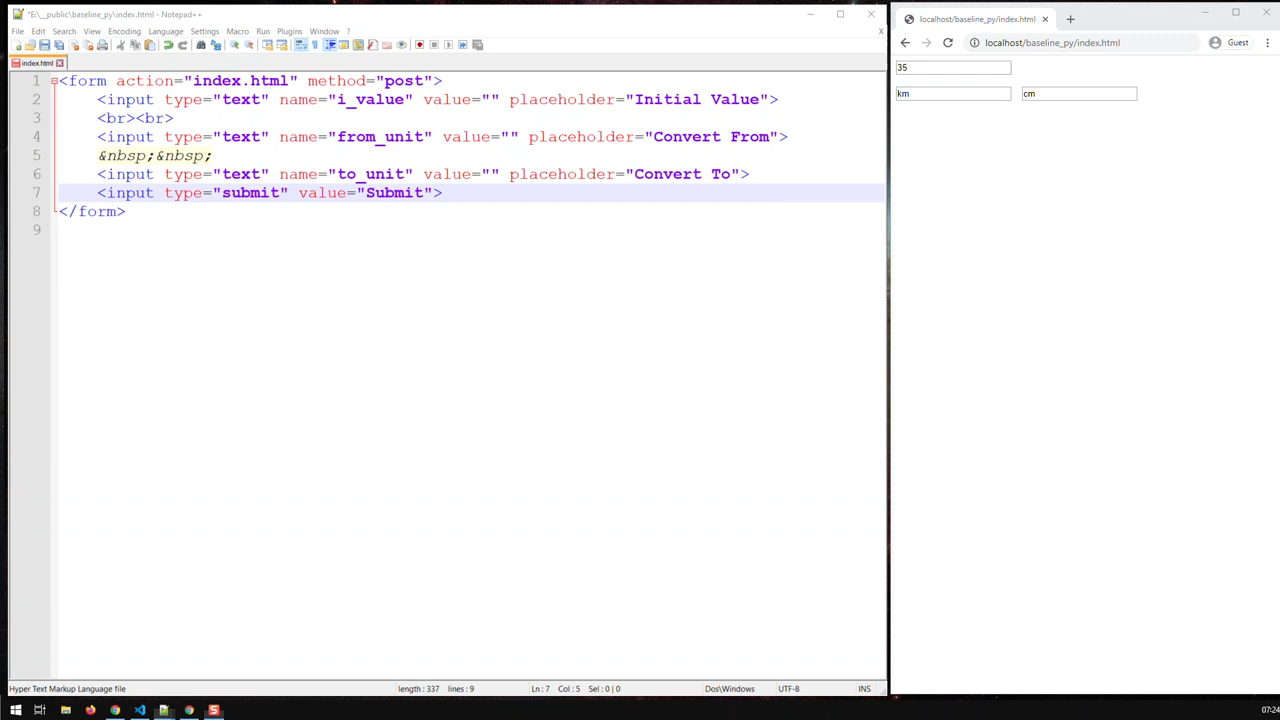 *E:\__public\baseline_py\index.html - Notepad++
File Edit Search View Encoding Language Settings Tools Macro Run Plugins Window ? X
index.html
1 <form action="index.html" method="post">
2 <input type="text" name="i_value" value="" placeholder="Initial Value">
3 <br><br>
4 <input type="text" name="from_unit" value="" placeholder="Convert From">
5 &nbsp;&nbsp;
6 <input type="text" name="to_unit" value="" placeholder="Convert To">
7 <input type="submit" value="Submit">
8 </form>
9
Hyper Text Markup Language file length : 337 lines : 9 Ln : 7 Col : 5 Sel : 0 | 0 Dos\Windows UTF-8 INS
localhost/baseline_py/index.html
localhost/baseline_py/index.html Guest
35
km cm
07:24